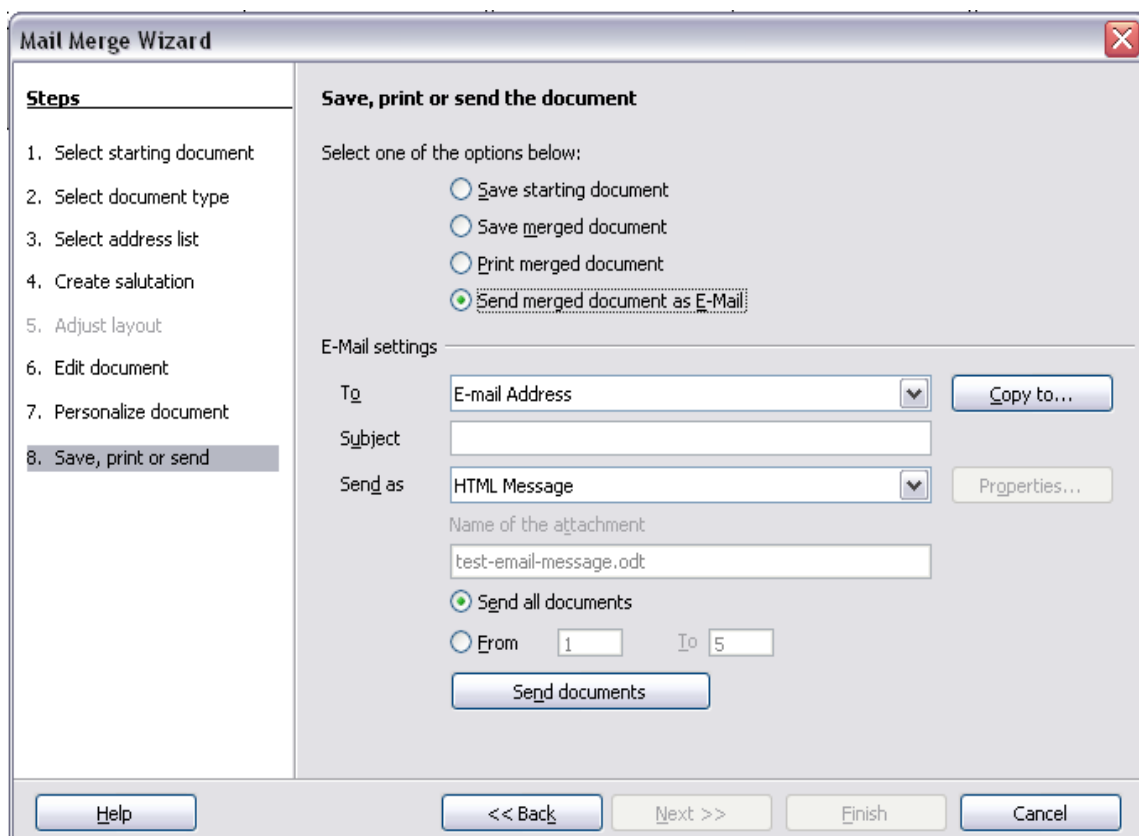 Mail Merge Wizard
Steps
1. Select starting document
2. Select document type
3. Select address list
4. Create salutation
5. Adjust layout
6. Edit document
7. Personalize document
8. Save, print or send
Save, print or send the document
Select one of the options below:
Save starting document
Save merged document
Print merged document
Send merged document as E-Mail
E-Mail settings
To E-mail Address Copy to...
Subject
Send as HTML Message Properties...
Name of the attachment
test-email-message.odt
Send all documents
From 1 To 5
Send documents
Help << Back Next >> Finish Cancel